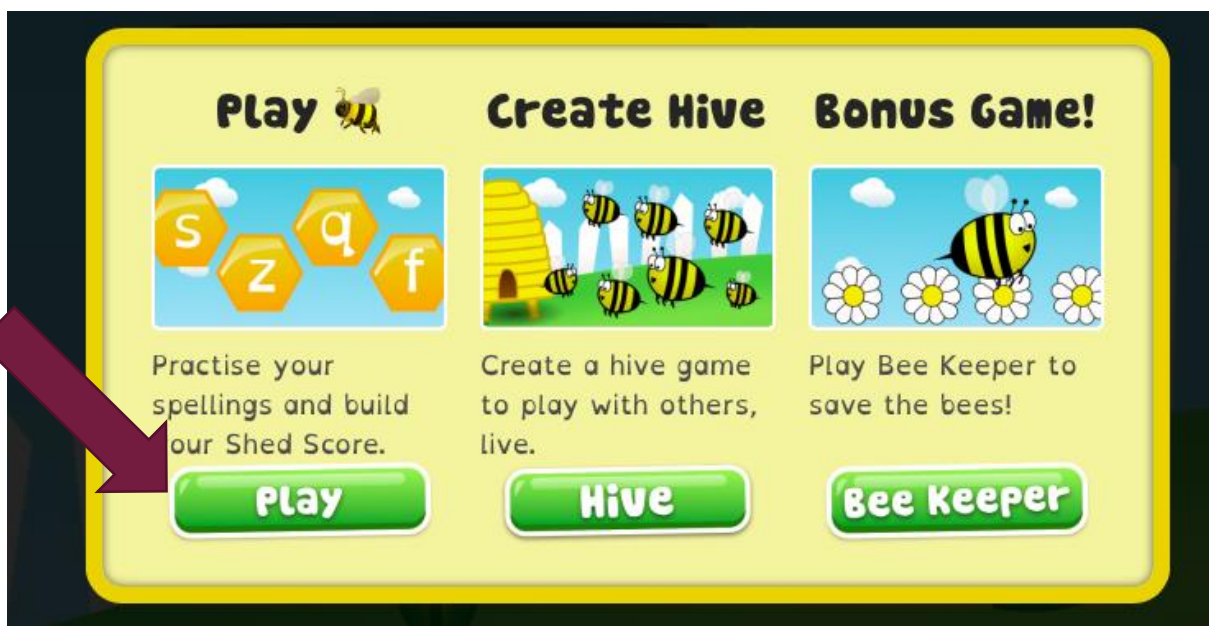 Play
Create Hive
Bonus Game!
s
z
q
f
Practise your
spellings and build
our Shed Score.
Create a hive game
to play with others,
live.
Play Bee Keeper to
save the bees!
Play
Hive
Bee Keeper